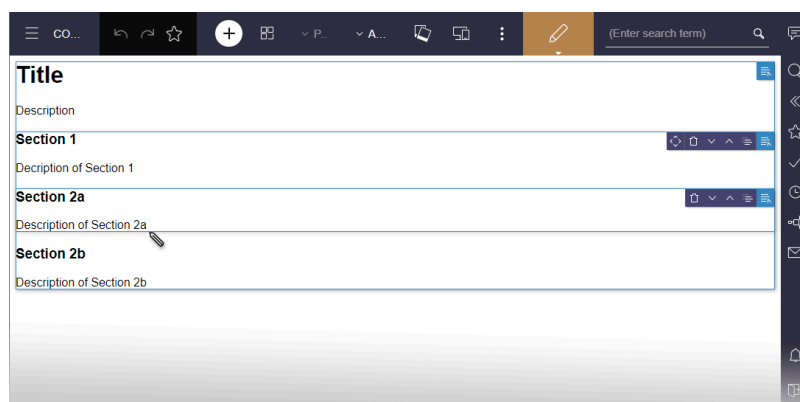 CO...
P..
A...
(Enter search term)
Title
Description
Section 1
Decription of Section 1
Section 2a
Description of Section 2a
Section 2b
Description of Section 2b